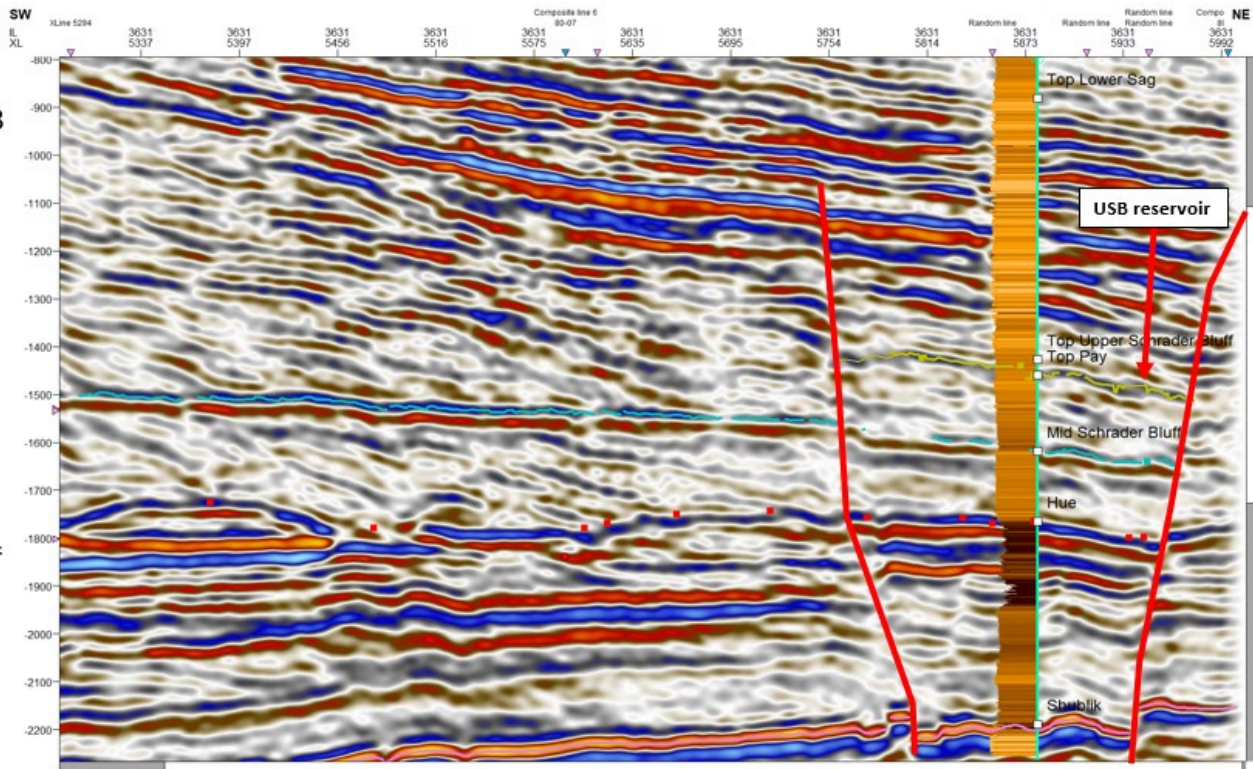 SW
Composite line 6
Random line
Compo
NE
XLine 5294
80-07
Random line
Random line
Random line
8I
IL 3631 3631 3631 3631 3631 3631 3631 3631 3631 3631 3631 3631
XL 5337 5397 5456 5516 5575 5635 5695 5754 5814 5873 5933 5992
-800
Top Lower Sag
-900
-1000
-1100
USB reservoir
-1200
-1300
Top Upper Schrader Bluff
-1400
Top Pay
-1500
Mid Schrader Bluff
-1600
-1700
Hue
-1800
-1900
-2000
-2100
Shublik
-2200